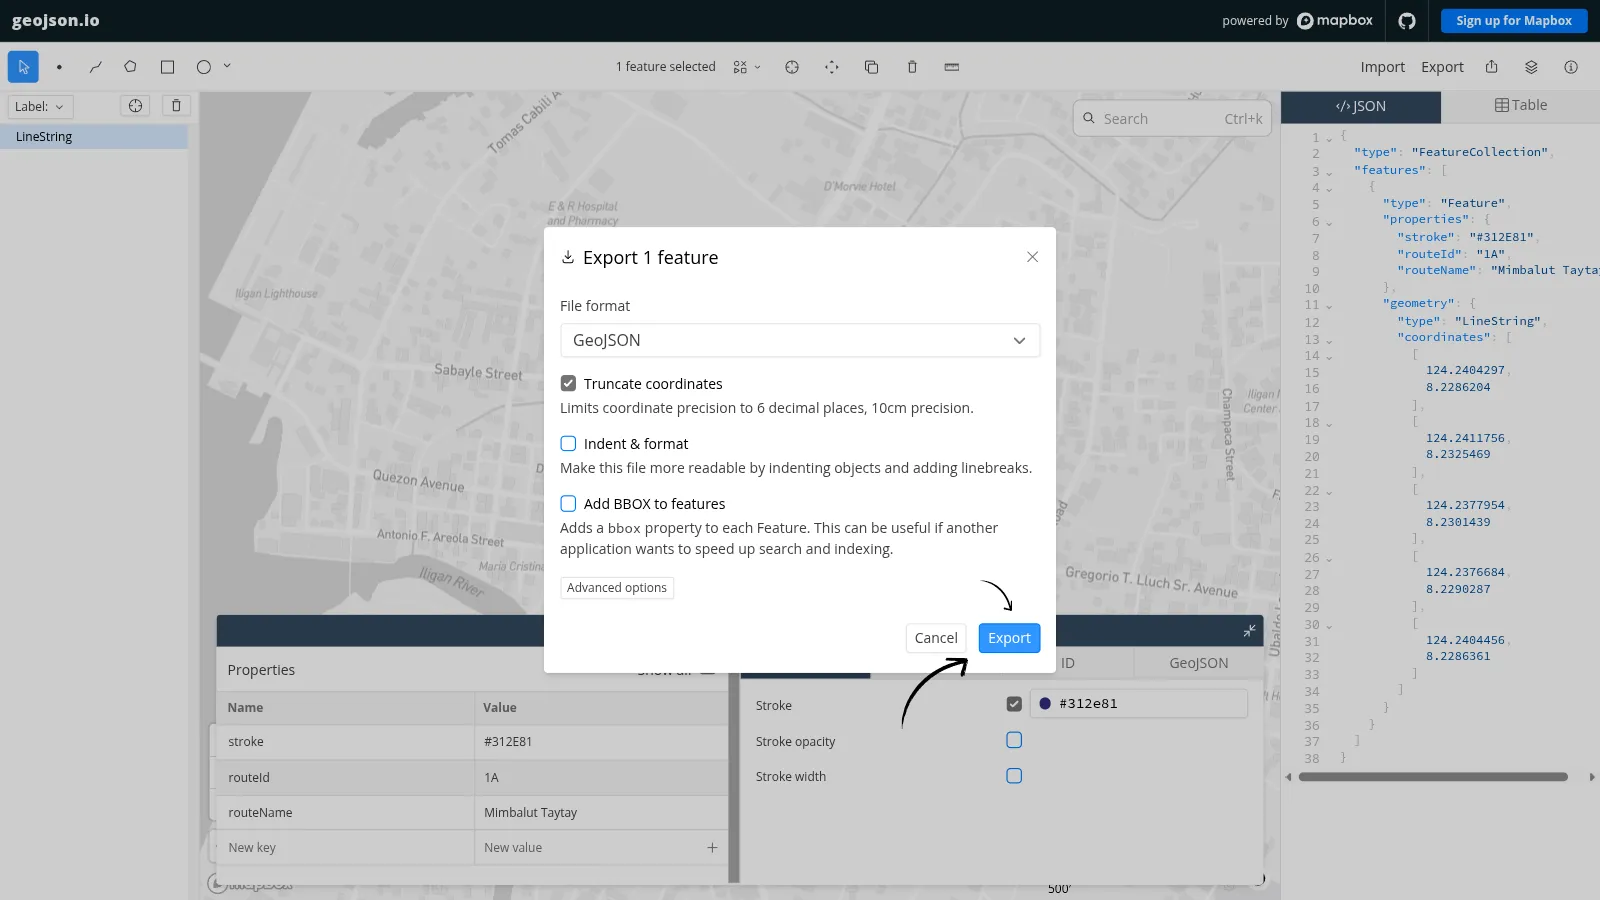 geojson.io
powered by mapbox
Sign up for Mapbox
1 feature selected
Import Export
Label:
LineString
Search Ctrl+k
Tomas Cabili A
D'Morvie Hotel
E & R Hospital
and Pharmacy
Iligan Lighthouse
Sabayle Street
Quezon Avenue
Antonio F. Areola Street
Maria Cristina
Iligan River
Champaca Street
Iligan
Center
Gregorio T. Lluch Sr. Avenue
Export 1 feature
File format
GeoJSON
Truncate coordinates
Limits coordinate precision to 6 decimal places, 10cm precision.
Indent & format
Make this file more readable by indenting objects and adding linebreaks.
Add BBOX to features
Adds a bbox property to each Feature. This can be useful if another
application wants to speed up search and indexing.
Advanced options
Cancel Export
Properties
Name Value
stroke #312E81
routeId 1A
routeName Mimbalut Taytay
New key New value
ID GeoJSON
Stroke #312e81
Stroke opacity
Stroke width
500'
</> JSON Table
1 {
2 "type": "FeatureCollection",
3 "features": [
4 {
5 "type": "Feature",
6 "properties": {
7 "stroke": "#312E81",
8 "routeId": "1A",
9 "routeName": "Mimbalut Tayta
10 },
11 "geometry": {
12 "type": "LineString",
13 "coordinates": [
14 [
15 124.2404297,
16 8.2286204
17 ],
18 [
19 124.2411756,
20 8.2325469
21 ],
22 [
23 124.2377954,
24 8.2301439
25 ],
26 [
27 124.2376684,
28 8.2290287
29 ],
30 [
31 124.2404456,
32 8.2286361
33 ]
34 ]
35 }
36 }
37 ]
38 }